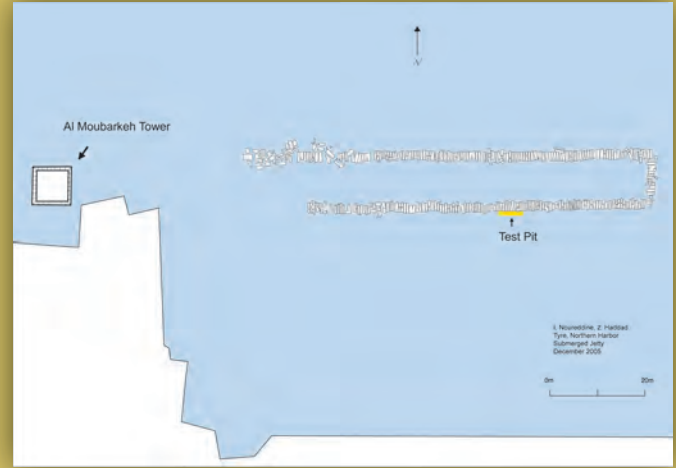 N
Al Moubarkeh Tower
Test Pit
I. Noureddine, Z. Haddad.
Tyre, Northern Harbor
Submerged Jetty
December 2005
0m 20m